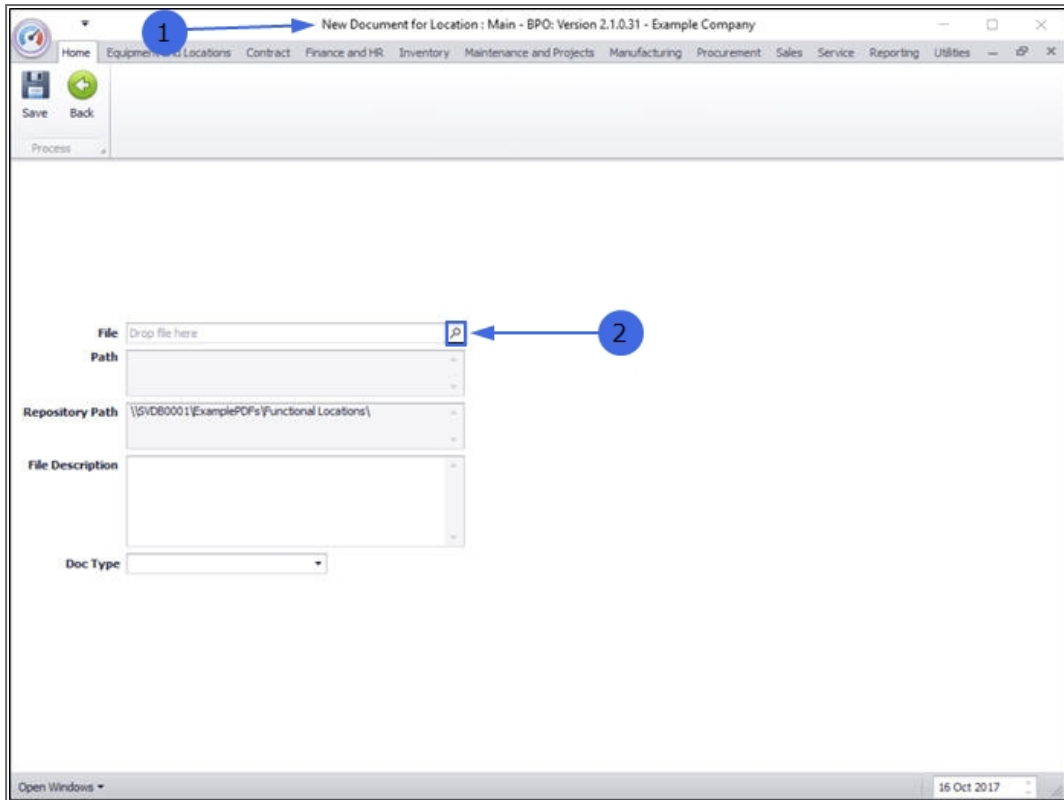 1
New Document for Location : Main - BPO: Version 2.1.0.31 - Example Company
Home Equipment and Locations Contract Finance and HR Inventory Maintenance and Projects Manufacturing Procurement Sales Service Reporting Utilities
Save Back
Process
File Drop file here
2
Path
Repository Path \\SVDB0001\ExamplePDFs\Functional Locations\
File Description
Doc Type
Open Windows 16 Oct 2017